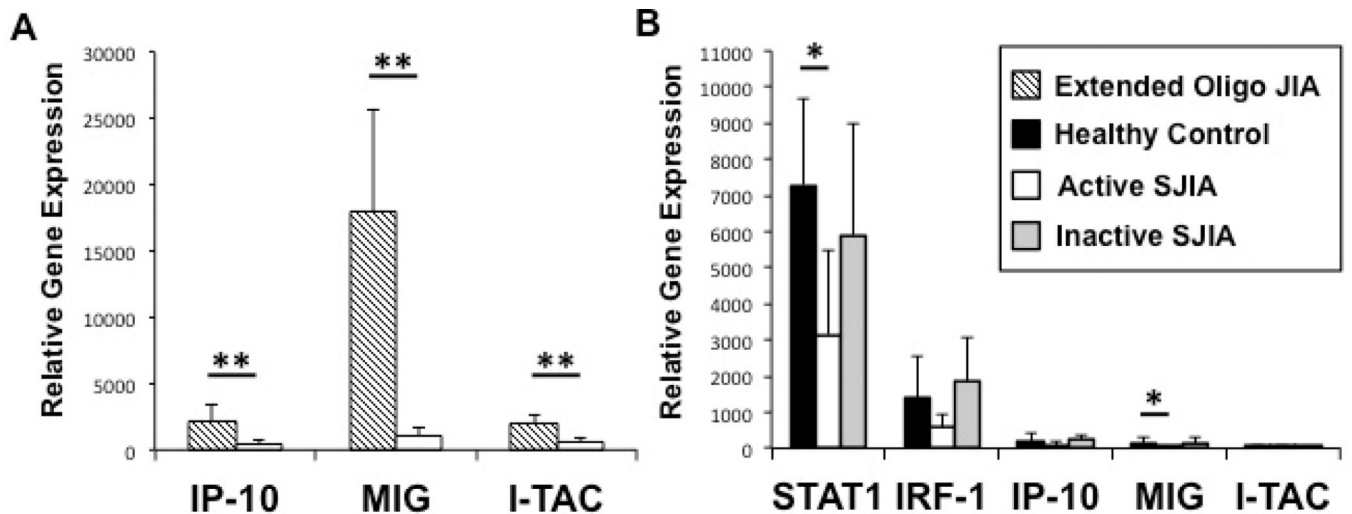 A
Relative Gene Expression
30000
25000
20000
15000
10000
5000
0
**
**
**
IP-10 MIG I-TAC
B
Relative Gene Expression
11000
10000
9000
8000
7000
6000
5000
4000
3000
2000
1000
0
*
*
STAT1 IRF-1 IP-10 MIG I-TAC
Extended Oligo JIA
Healthy Control
Active SJIA
Inactive SJIA